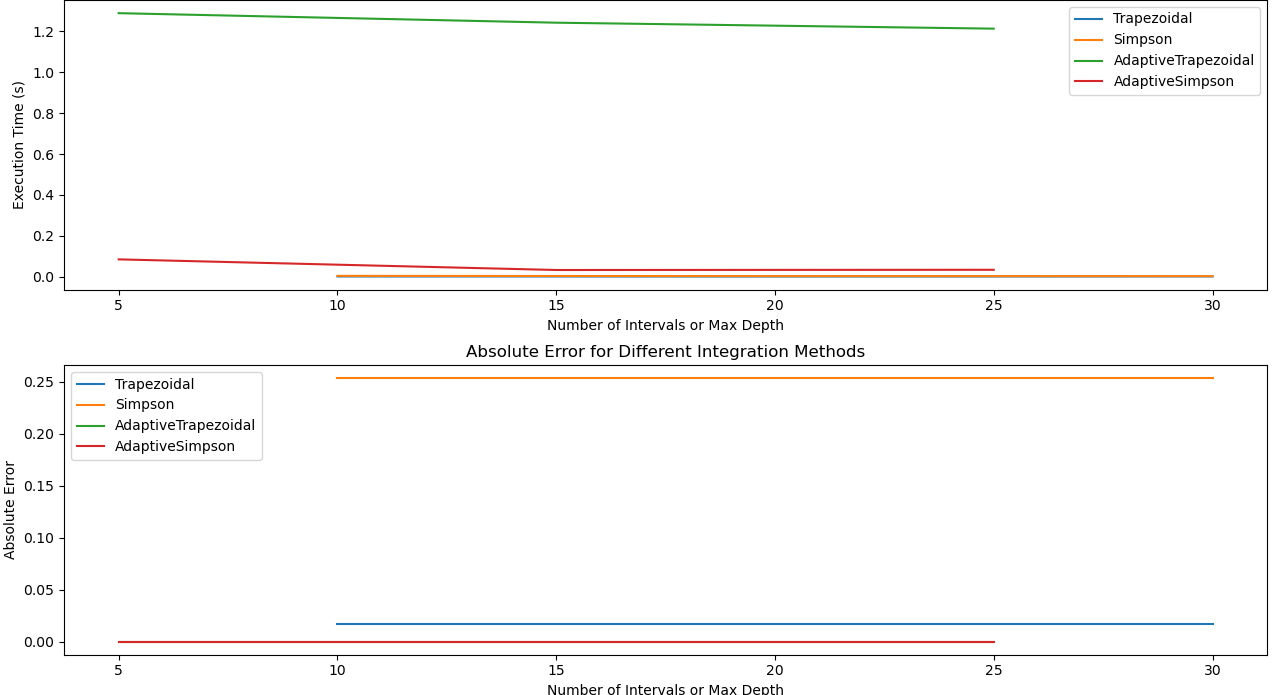 1.2
1.0
0.8
0.6
0.4
0.2
0.0
Execution Time (s)
Trapezoidal
Simpson
AdaptiveTrapezoidal
AdaptiveSimpson
5 10 15 20 25 30
Number of Intervals or Max Depth
Absolute Error for Different Integration Methods
0.25
0.20
0.15
0.10
0.05
0.00
Absolute Error
Trapezoidal
Simpson
AdaptiveTrapezoidal
AdaptiveSimpson
5 10 15 20 25 30
Number of Intervals or Max Depth